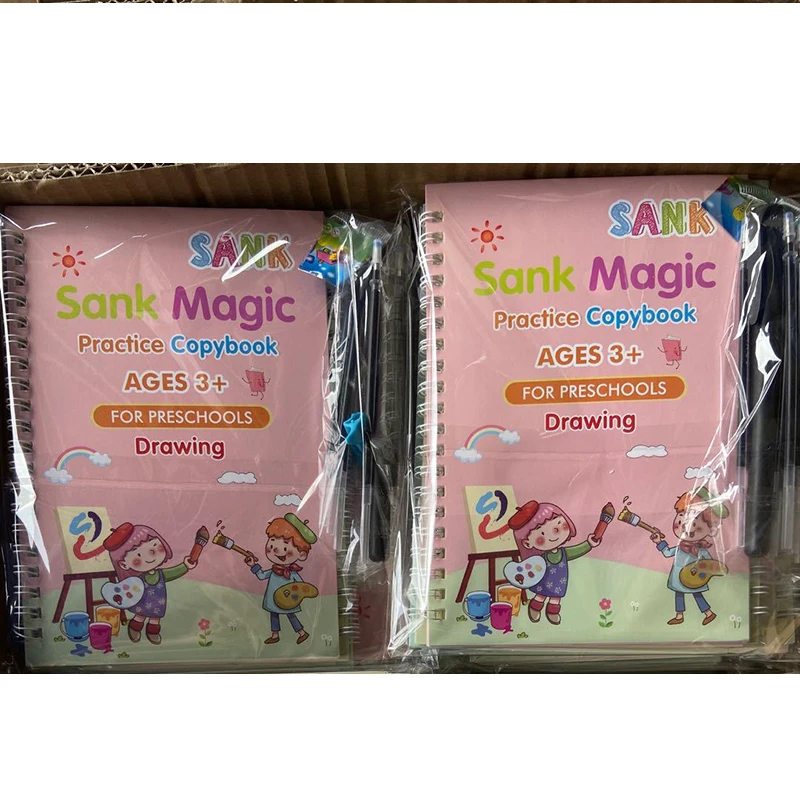 SANK
Sank Magic
Practice Copybook
AGES 3+
FOR PRESCHOOLS
Drawing
SANK
Sank Magic
Practice Copybook
AGES 3+
FOR PRESCHOOLS
Drawing